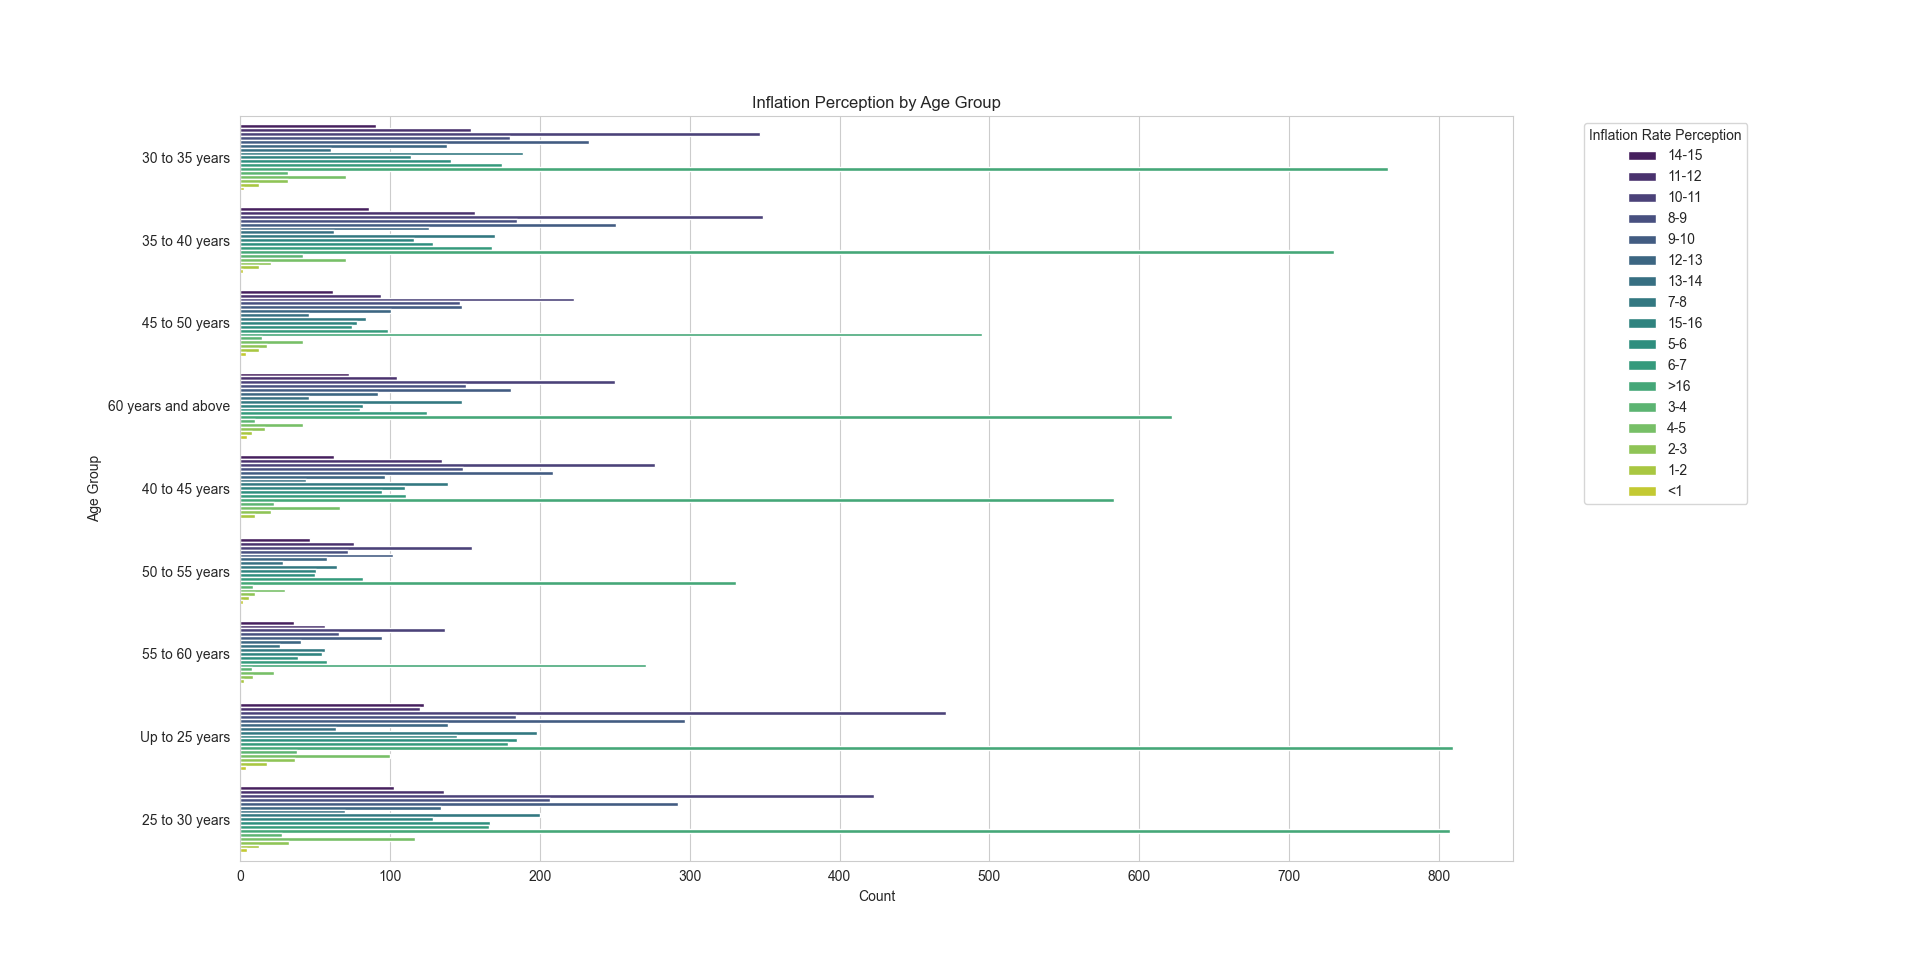 Inflation Perception by Age Group
Age Group
30 to 35 years
35 to 40 years
45 to 50 years
60 years and above
40 to 45 years
50 to 55 years
55 to 60 years
Up to 25 years
25 to 30 years
0 100 200 300 400 500 600 700 800
Count
Inflation Rate Perception
14-15
11-12
10-11
8-9
9-10
12-13
13-14
7-8
15-16
5-6
6-7
>16
3-4
4-5
2-3
1-2
<1